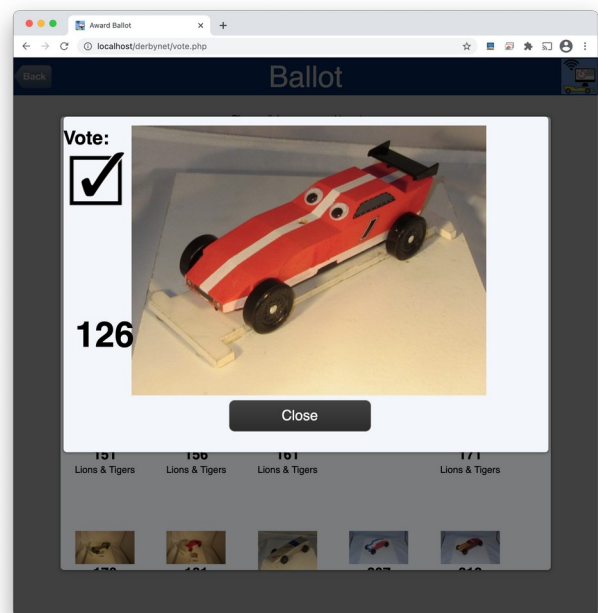 Award Ballot
localhost/derbynet/vote.php
Back
Ballot
Vote:
126
Close
151 156 161 171
Lions & Tigers Lions & Tigers Lions & Tigers Lions & Tigers